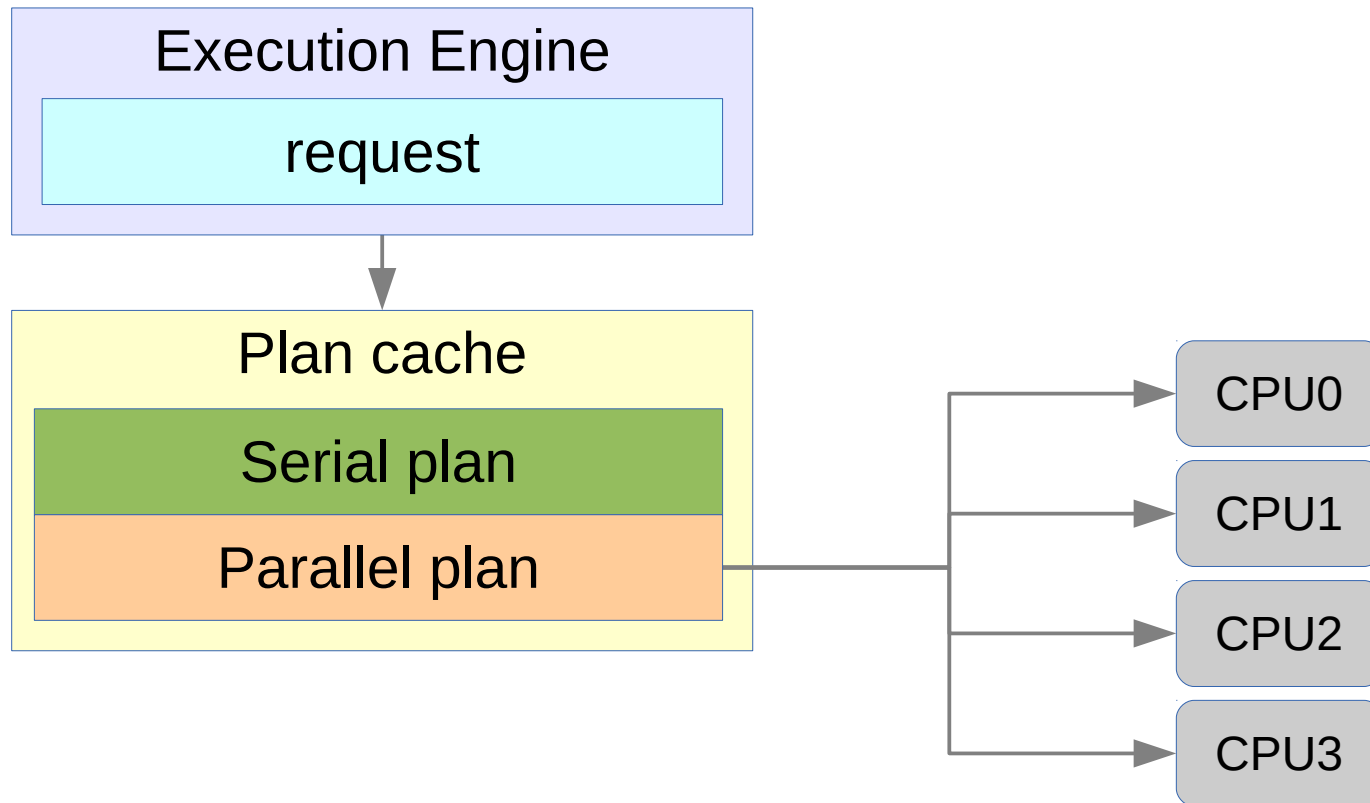 Execution Engine
request
Plan cache
Serial plan
Parallel plan
CPU0
CPU1
CPU2
CPU3